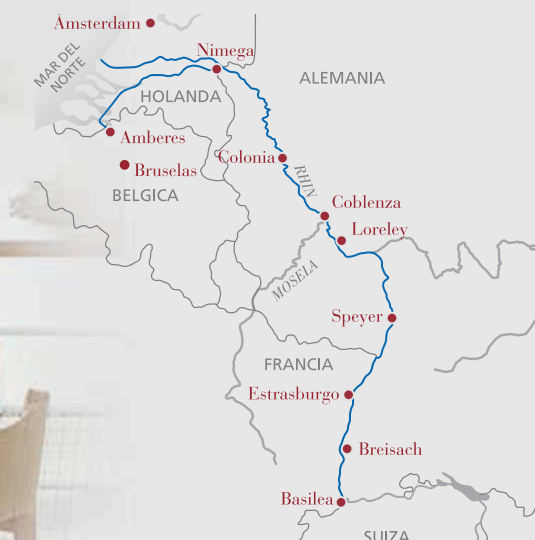 Àmsterdam
Nimega
MAR DEL
NORTE
ALEMANIA
HOLANDA
Amberes
Colonia
RHIN
Bruselas
BELGICA
Coblenza
Loreley
MOSELA
Speyer
FRANCIA
Estrasburgo
Breisach
Basilea
SUIZA